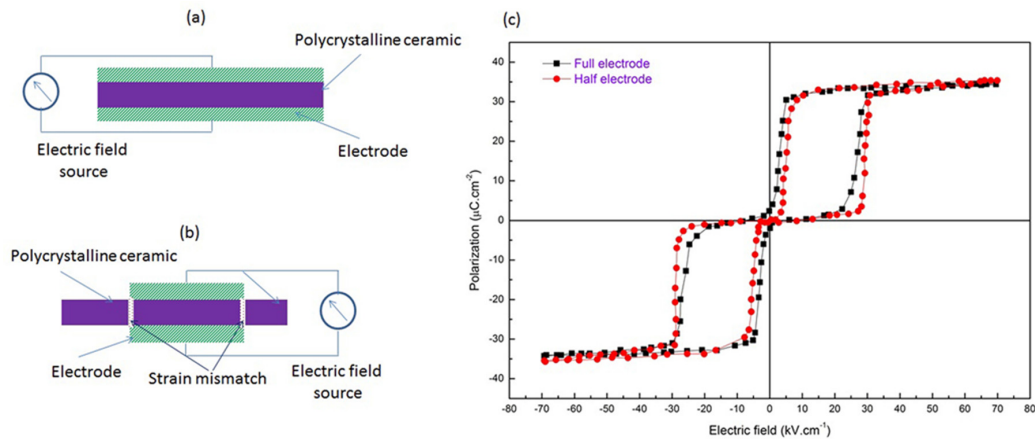 (a)
Polycrystalline ceramic
Electric field
source
Electrode
(b)
Polycrystalline ceramic
Electrode
Strain mismatch
Electric field
source
(c)
Full electrode
Half electrode
Polarization (μC.cm⁻²)
40
30
20
10
0
-10
-20
-30
-40
-80 -70 -60 -50 -40 -30 -20 -10 0 10 20 30 40 50 60 70 80
Electric field (kV.cm⁻¹)